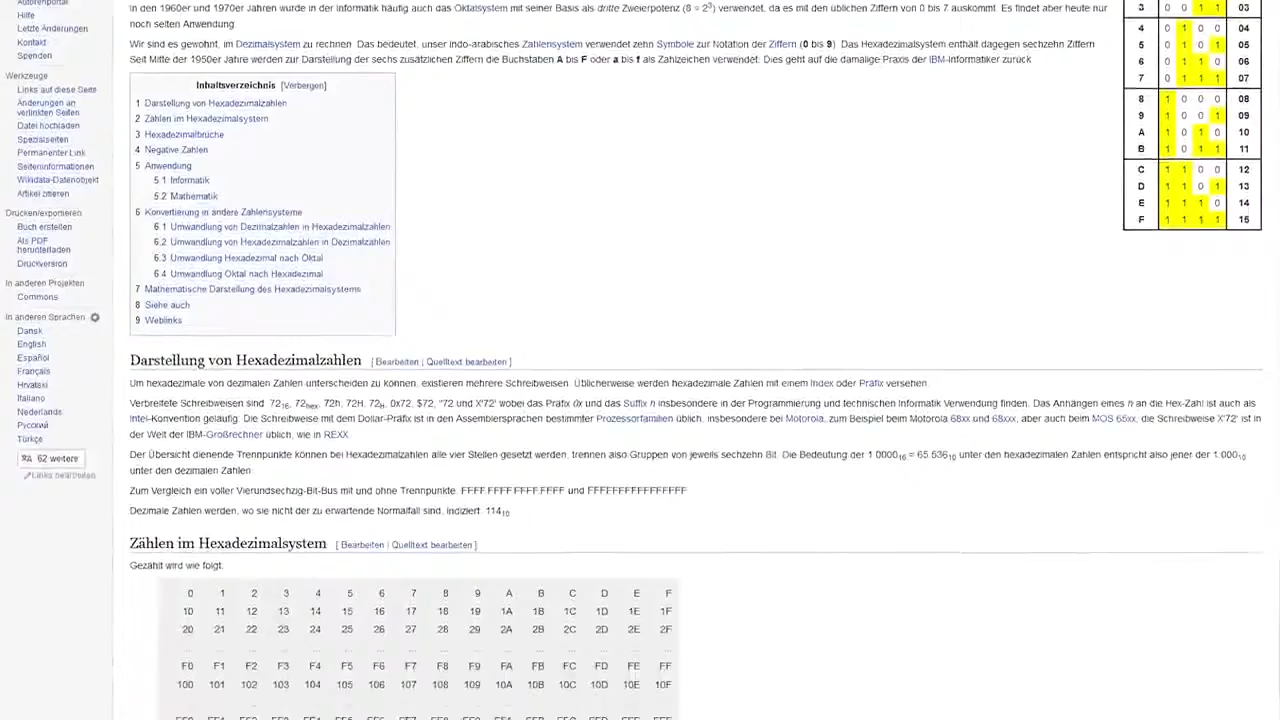 Autorenportal
Hilfe
Letzte Änderungen
Kontakt
Spenden
Werkzeuge
Links auf diese Seite
Änderungen an
verlinkten Seiten
Datei hochladen
Spezialseiten
Permanenter Link
Seiteninformationen
Wikidata-Datenobjekt
Artikel zitieren
Drucken/exportieren
Buch erstellen
Als PDF
herunterladen
Druckversion
In anderen Projekten
Commons
In anderen Sprachen
Dansk
English
Español
Français
Hrvatski
Italiano
Nederlands
Русский
Türkçe
62 weitere
Links bearbeiten
In den 1960er und 1970er Jahren wurde in der Informatik häufig auch das Oktalsystem mit seiner Basis als dritte Zweierpotenz (8 = 2³) verwendet, da es mit den üblichen Ziffern von 0 bis 7 auskommt. Es findet aber heute nur
noch selten Anwendung.
Wir sind es gewohnt, im Dezimalsystem zu rechnen. Das bedeutet, unser indo-arabisches Zahlensystem verwendet zehn Symbole zur Notation der Ziffern (0 bis 9). Das Hexadezimalsystem enthält dagegen sechzehn Ziffern
Seit Mitte der 1950er Jahre werden zur Darstellung der sechs zusätzlichen Ziffern die Buchstaben A bis F oder a bis f als Zahlzeichen verwendet. Dies geht auf die damalige Praxis der IBM-Informatiker zurück
Inhaltsverzeichnis [Verbergen]
1 Darstellung von Hexadezimalzahlen
2 Zählen im Hexadezimalsystem
3 Hexadezimalbrüche
4 Negative Zahlen
5 Anwendung
5.1 Informatik
5.2 Mathematik
6 Konvertierung in andere Zahlensysteme
6.1 Umwandlung von Dezimalzahlen in Hexadezimalzahlen
6.2 Umwandlung von Hexadezimalzahlen in Dezimalzahlen
6.3 Umwandlung Hexadezimal nach Oktal
6.4 Umwandlung Oktal nach Hexadezimal
7 Mathematische Darstellung des Hexadezimalsystems
8 Siehe auch
9 Weblinks
3 0 0 1 1 03
4 0 1 0 0 04
5 0 1 0 1 05
6 0 1 1 0 06
7 0 1 1 1 07
8 1 0 0 0 08
9 1 0 0 1 09
A 1 0 1 0 10
B 1 0 1 1 11
C 1 1 0 0 12
D 1 1 0 1 13
E 1 1 1 0 14
F 1 1 1 1 15
Darstellung von Hexadezimalzahlen [ Bearbeiten | Quelltext bearbeiten ]
Um hexadezimale von dezimalen Zahlen unterscheiden zu können, existieren mehrere Schreibweisen. Üblicherweise werden hexadezimale Zahlen mit einem Index oder Präfix versehen.
Verbreitete Schreibweisen sind: 72₁₆, 72hex, 72h, 72H, 72H, 0x72, $72, "72 und X'72' wobei das Präfix 0x und das Suffix h insbesondere in der Programmierung und technischen Informatik Verwendung finden. Das Anhängen eines h an die Hex-Zahl ist auch als
Intel-Konvention geläufig. Die Schreibweise mit dem Dollar-Präfix ist in den Assemblersprachen bestimmter Prozessorfamilien üblich, insbesondere bei Motorola, zum Beispiel beim Motorola 68xx und 68xxx, aber auch beim MOS 65xx, die Schreibweise X'72' ist in
der Welt der IBM-Großrechner üblich, wie in REXX.
Der Übersicht dienende Trennpunkte können bei Hexadezimalzahlen alle vier Stellen gesetzt werden, trennen also Gruppen von jeweils sechzehn Bit. Die Bedeutung der 1.0000₁₆ = 65.536₁₀ unter den hexadezimalen Zahlen entspricht also jener der 1.000₁₀
unter den dezimalen Zahlen
Zum Vergleich ein voller Vierundsechzig-Bit-Bus mit und ohne Trennpunkte: FFFF.FFFF.FFFF.FFFF und FFFFFFFFFFFFFFFF
Dezimale Zahlen werden, wo sie nicht der zu erwartende Normalfall sind, indiziert: 114₁₀
Zählen im Hexadezimalsystem [ Bearbeiten | Quelltext bearbeiten ]
Gezählt wird wie folgt:
0 1 2 3 4 5 6 7 8 9 A B C D E F
10 11 12 13 14 15 16 17 18 19 1A 1B 1C 1D 1E 1F
20 21 22 23 24 25 26 27 28 29 2A 2B 2C 2D 2E 2F
... ... ... ... ... ... ... ... ... ... ... ... ... ... ... ...
F0 F1 F2 F3 F4 F5 F6 F7 F8 F9 FA FB FC FD FE FF
100 101 102 103 104 105 106 107 108 109 10A 10B 10C 10D 10E 10F